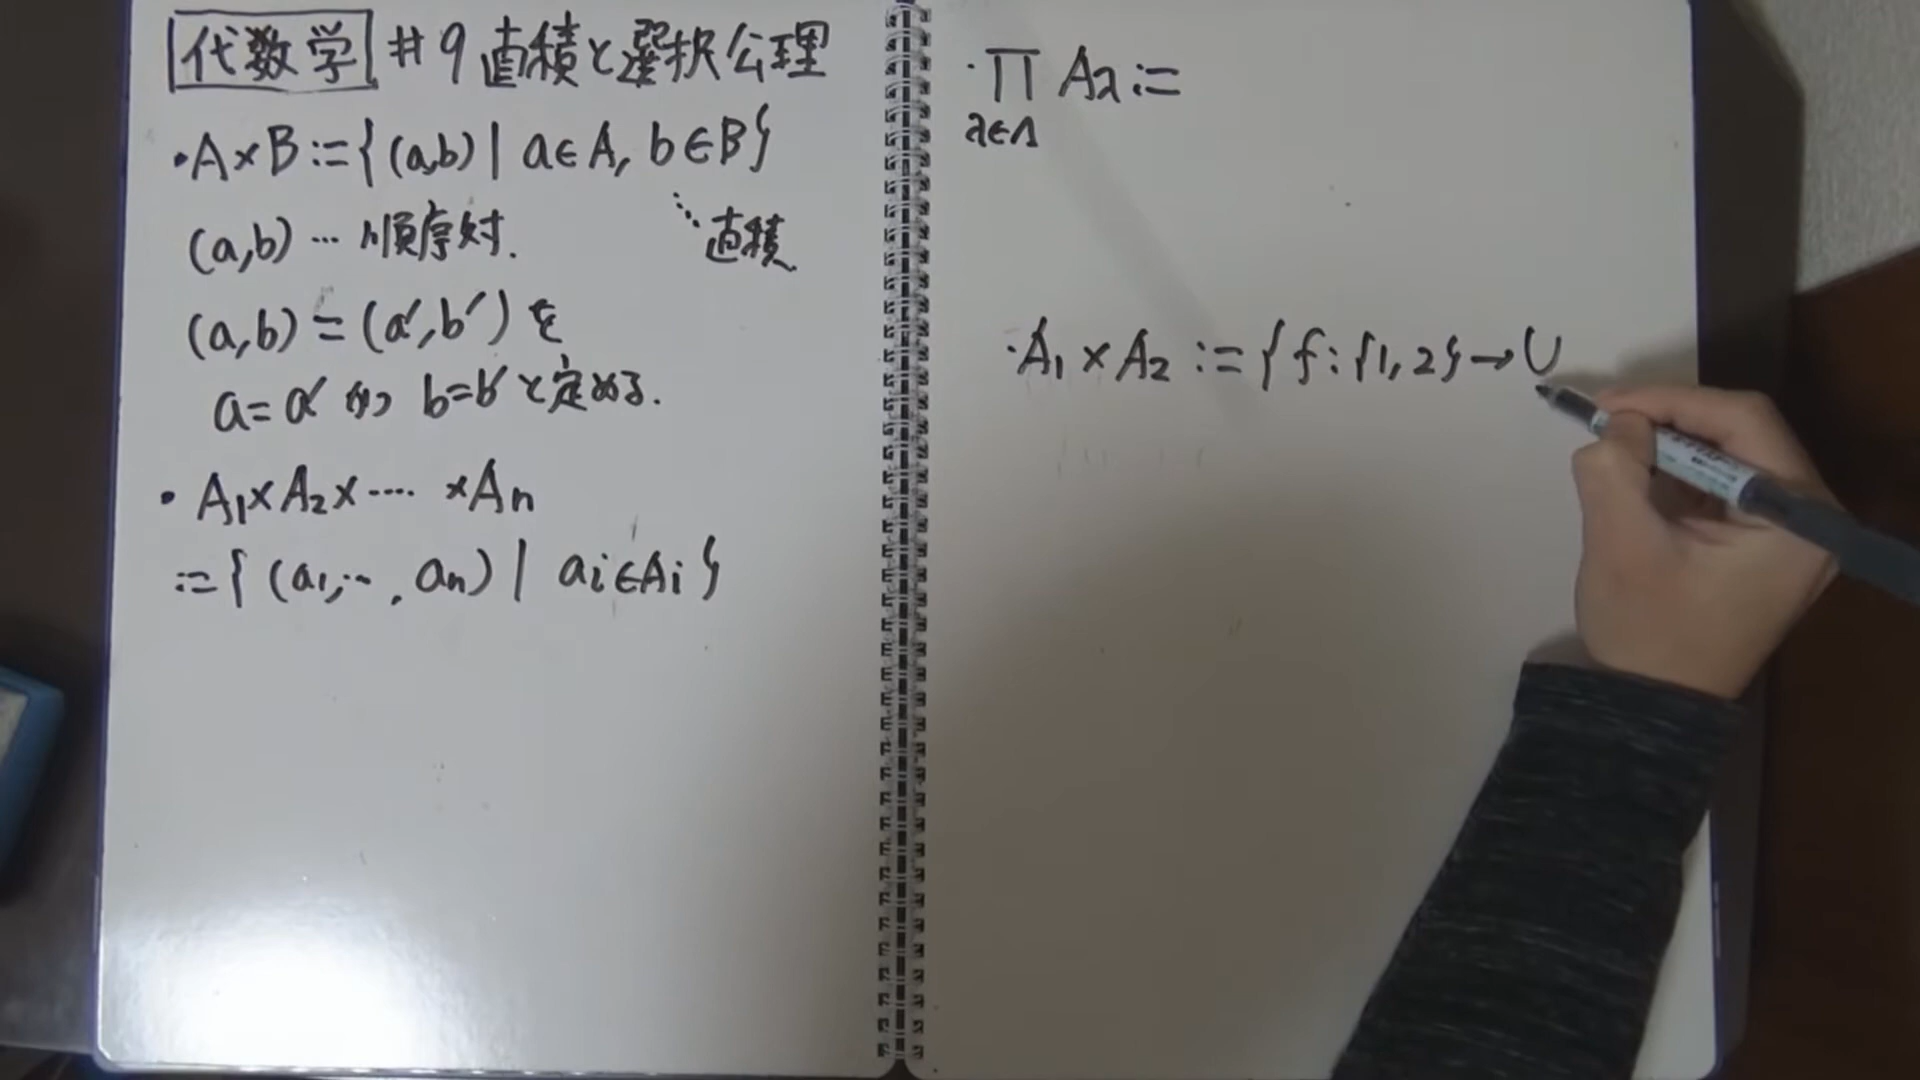 代数学 #9 直積と選択公理
・A×B:={(a,b)| a∈A, b∈B}
(a,b)…順序対.
⋱直積
(a,b)=(a′,b′)を
a=a′かつ b=b′と定める.
・A₁×A₂×‥‥×Aₙ
:={(a₁,‥,aₙ)| aᵢ∈Aᵢ}
・∏ Aλ:=
λ∈Λ
・A₁×A₂:={f:{1,2}→∪